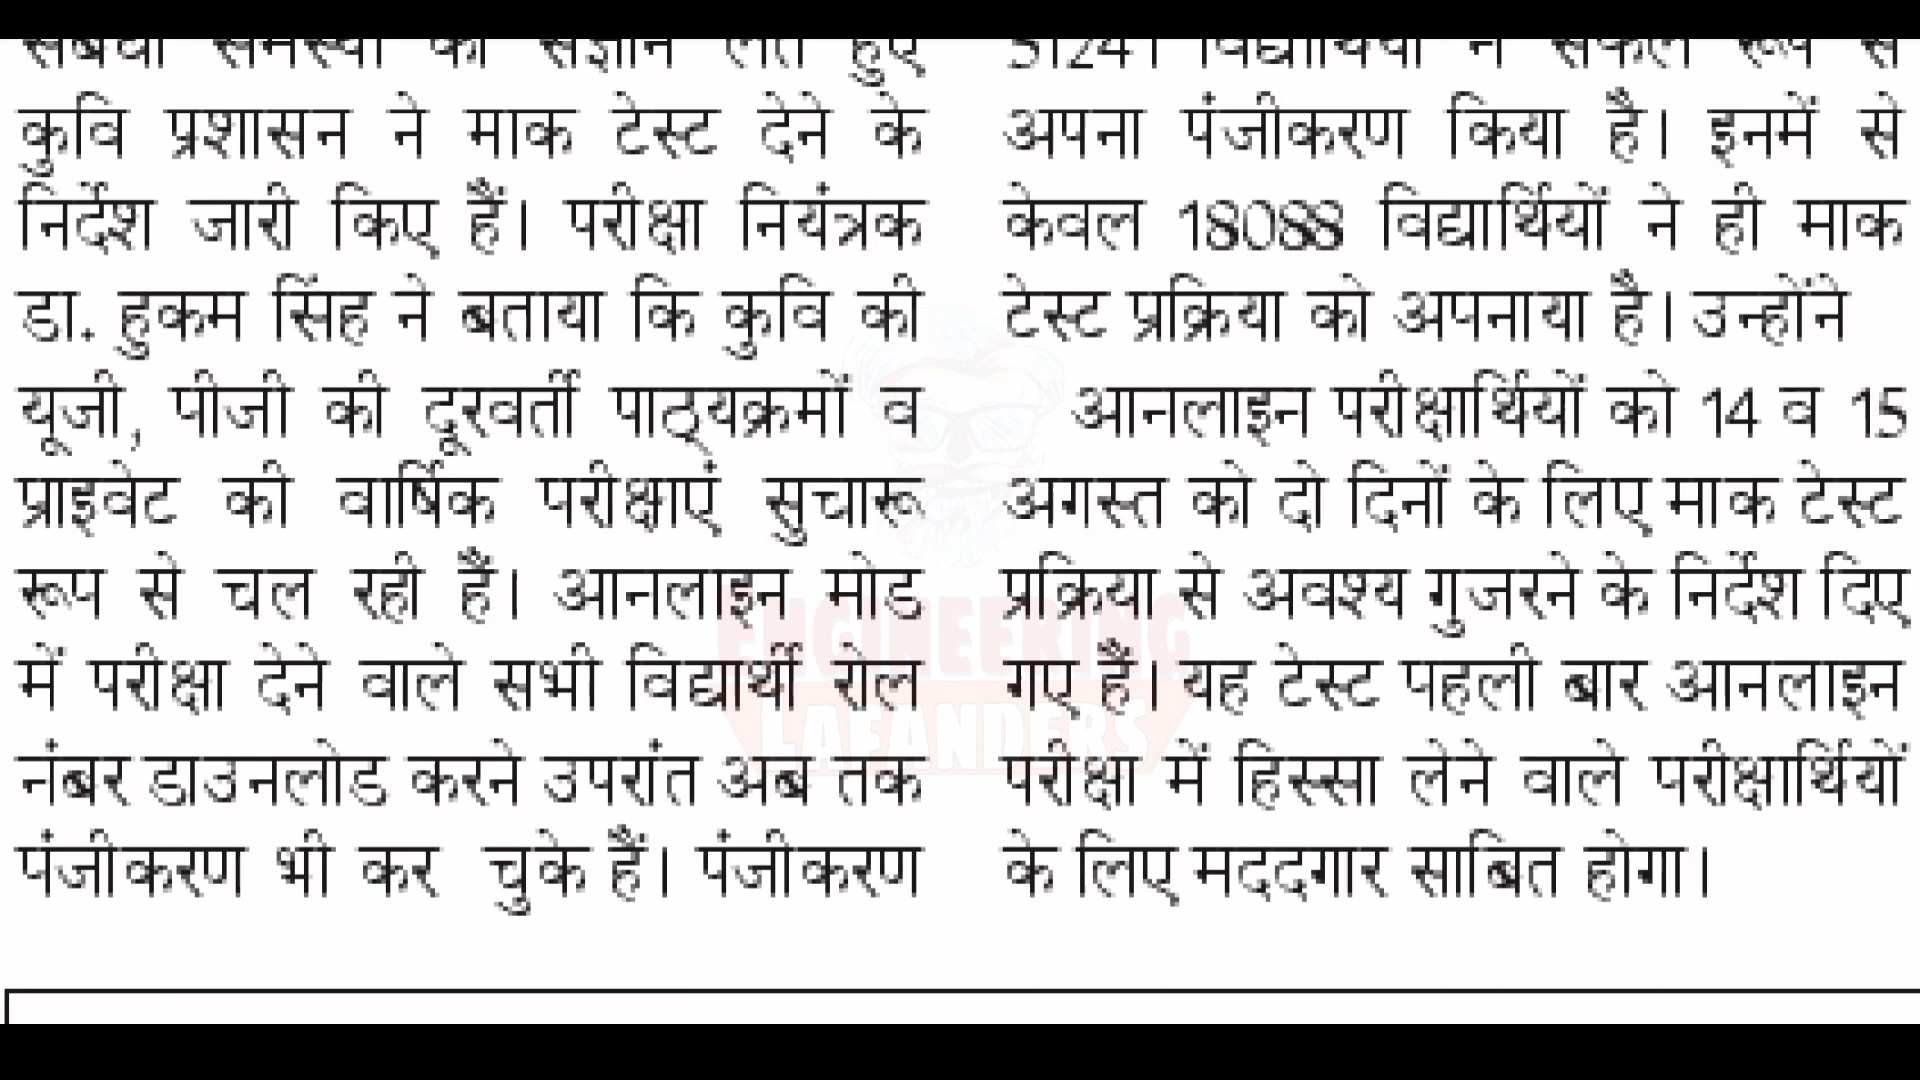 कुवि प्रशासन ने माक टेस्ट देने के
निर्देश जारी किए हैं। परीक्षा नियंत्रक
डा. हुकम सिंह ने बताया कि कुवि की
यूजी, पीजी की दूरवर्ती पाठ्यक्रमों व
प्राइवेट की वार्षिक परीक्षाएं सुचारू
रूप से चल रही हैं। आनलाइन मोड
में परीक्षा देने वाले सभी विद्यार्थी रोल
नंबर डाउनलोड करने उपरांत अब तक
पंजीकरण भी कर चुके हैं। पंजीकरण
अपना पंजीकरण किया है। इनमें से
केवल 18088 विद्यार्थियों ने ही माक
टेस्ट प्रक्रिया को अपनाया है। उन्होंने
आनलाइन परीक्षार्थियों को 14 व 15
अगस्त को दो दिनों के लिए माक टेस्ट
प्रक्रिया से अवश्य गुजरने के निर्देश दिए
गए हैं। यह टेस्ट पहली बार आनलाइन
परीक्षा में हिस्सा लेने वाले परीक्षार्थियों
के लिए मददगार साबित होगा।
ENGINEERING
LAFANDERS